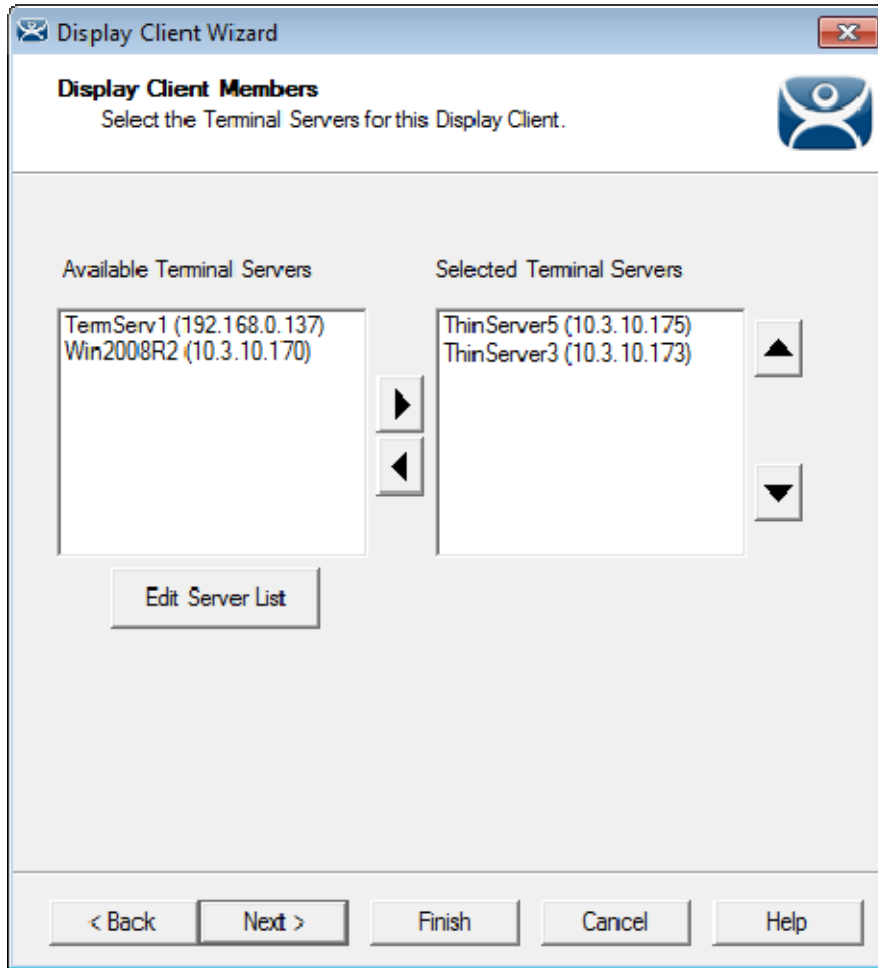 Display Client Wizard
Display Client Members
Select the Terminal Servers for this Display Client.
Available Terminal Servers
Selected Terminal Servers
TermServ1 (192.168.0.137)
Win2008R2 (10.3.10.170)
ThinServer5 (10.3.10.175)
ThinServer3 (10.3.10.173)
Edit Server List
< Back
Next >
Finish
Cancel
Help